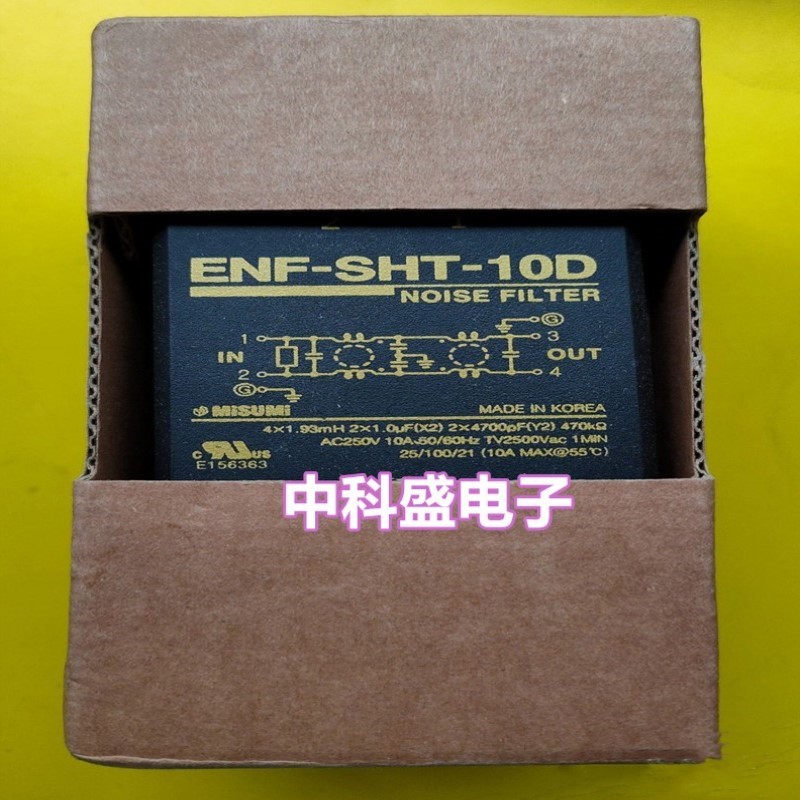 ENF-SHT-10D
NOISE FILTER
1
3
IN
OUT
2
4
G
G
MiSUMi
MADE IN KOREA
4×1.93mH 2×1.0μF(X2) 2×4700pF(Y2) 470kΩ
AC250V 10A 50/60Hz TV2500Vac 1MIN
25/100/21 (10A MAX@55℃)
c RU us
E156363
中科盛电子